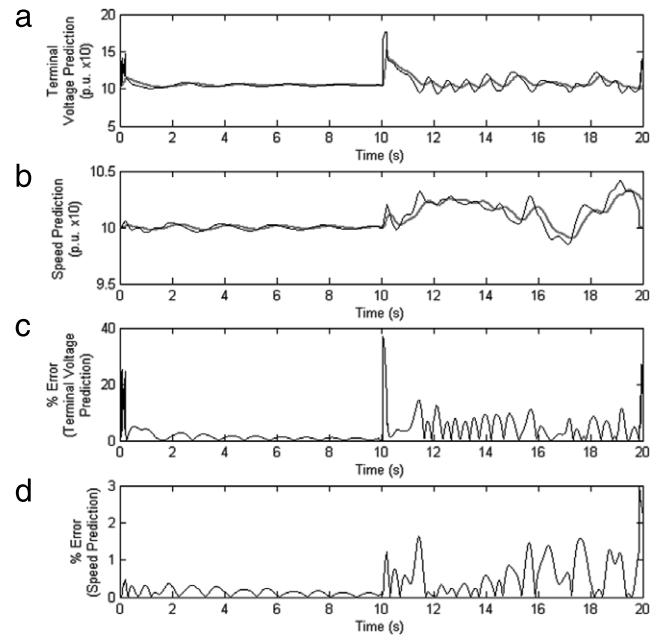 a
Terminal
Voltage Prediction
(p.u. x10)
20
15
10
5
0 2 4 6 8 10 12 14 16 18 20
Time (s)
b
Speed Prediction
(p.u. x10)
10.5
10
9.5
0 2 4 6 8 10 12 14 16 18 20
Time (s)
c
% Error
(Terminal Voltage
Prediction)
40
20
0
0 2 4 6 8 10 12 14 16 18 20
Time (s)
d
% Error
(Speed Prediction)
3
2
1
0
0 2 4 6 8 10 12 14 16 18 20
Time (s)